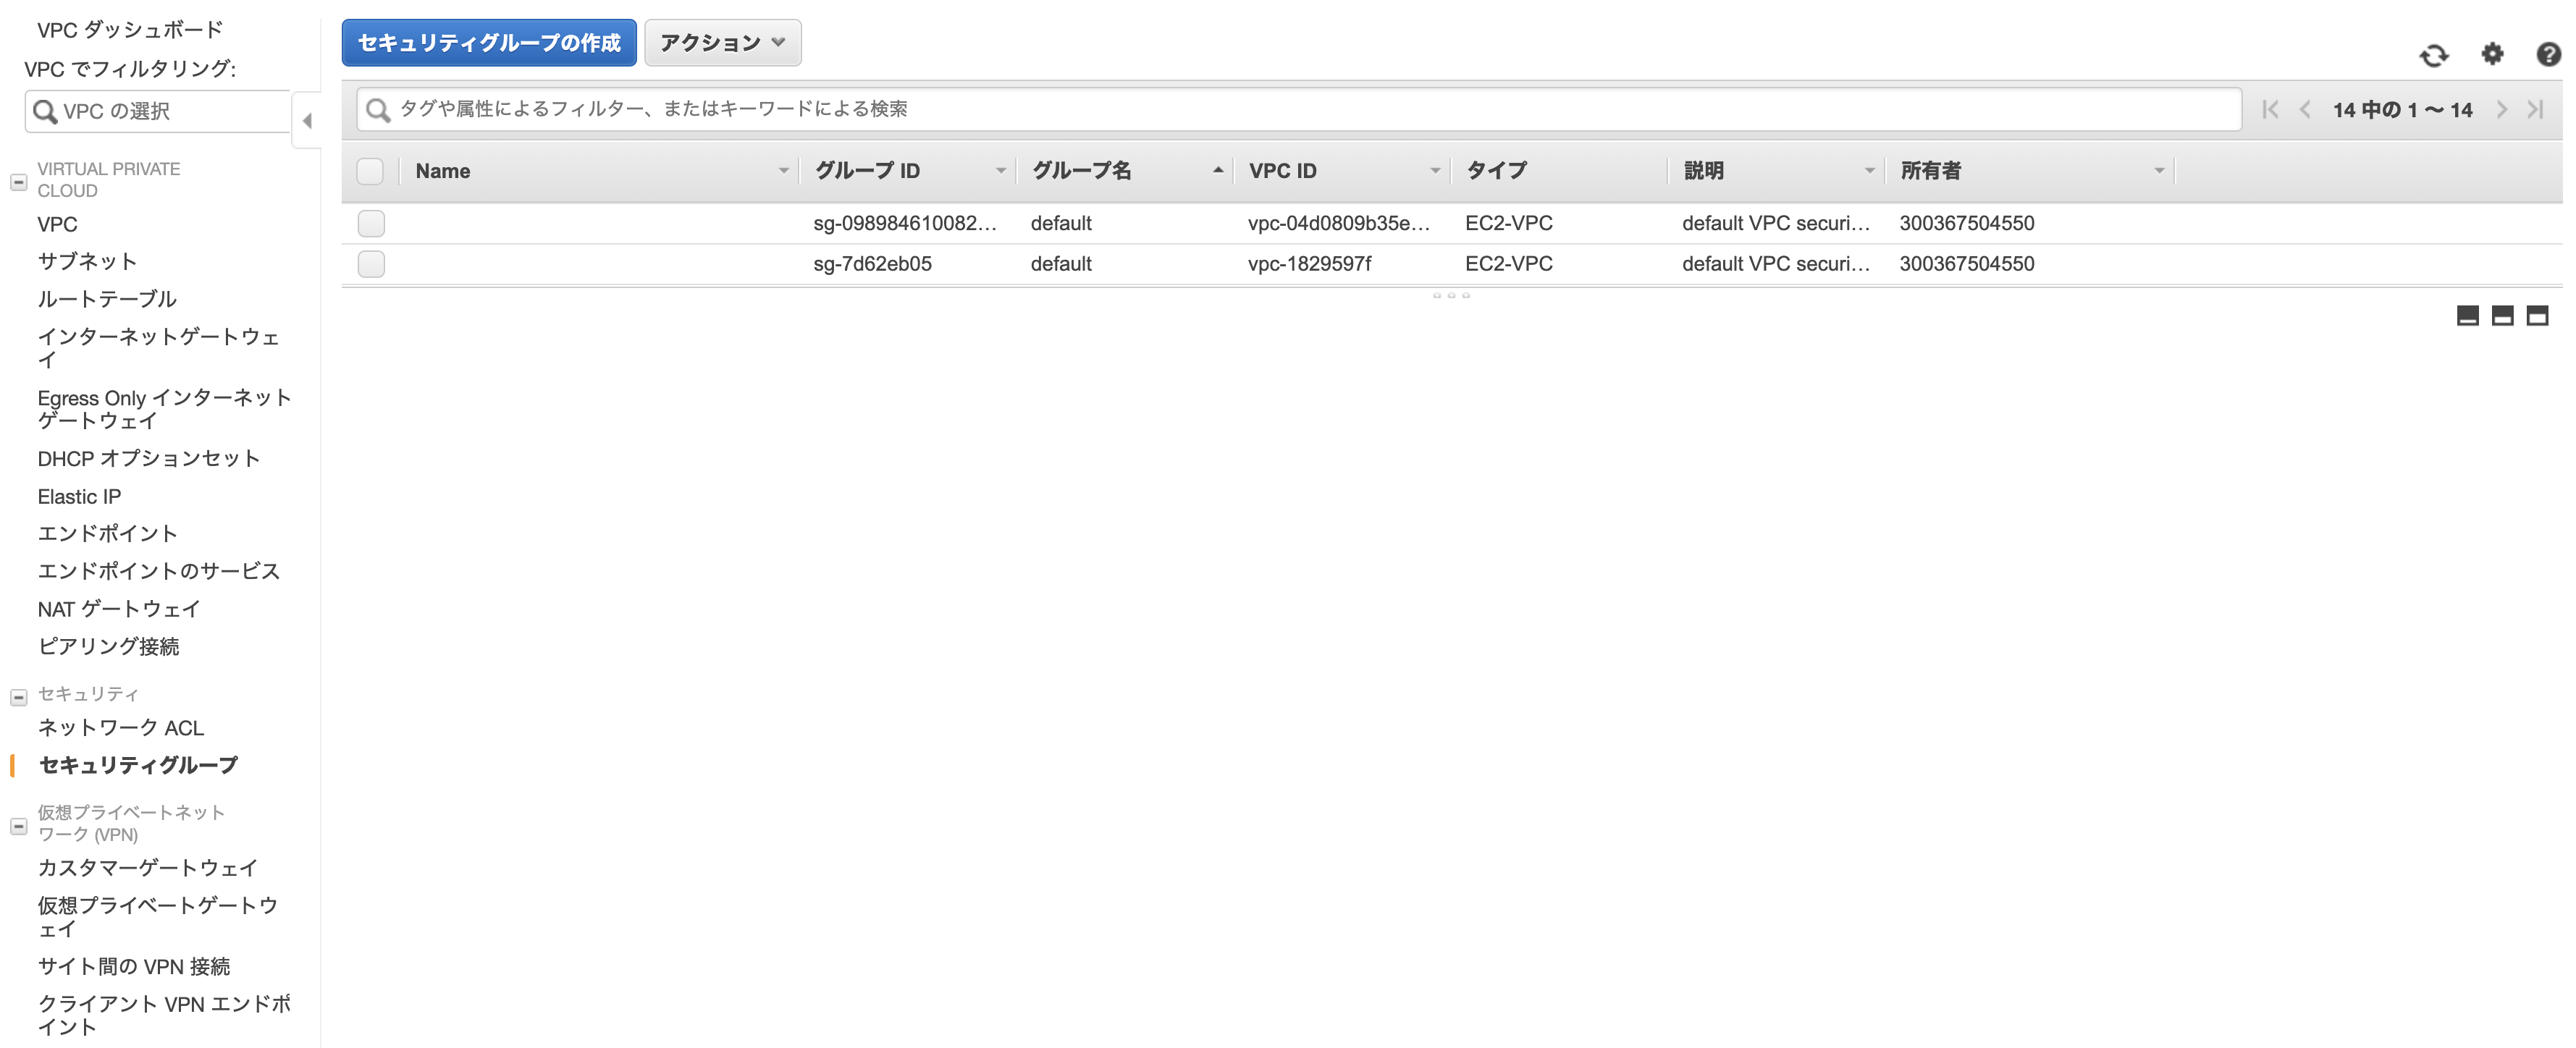 VPC ダッシュボード
VPC でフィルタリング:
VPC の選択
VIRTUAL PRIVATE
CLOUD
VPC
サブネット
ルートテーブル
インターネットゲートウェ
イ
Egress Only インターネット
ゲートウェイ
DHCP オプションセット
Elastic IP
エンドポイント
エンドポイントのサービス
NAT ゲートウェイ
ピアリング接続
セキュリティ
ネットワーク ACL
セキュリティグループ
仮想プライベートネット
ワーク (VPN)
カスタマーゲートウェイ
仮想プライベートゲートウ
ェイ
サイト間の VPN 接続
クライアント VPN エンドポ
イント
セキュリティグループの作成 アクション
タグや属性によるフィルター、またはキーワードによる検索 14 中の 1 〜 14
Name グループ ID グループ名 VPC ID タイプ 説明 所有者
sg-098984610082… default vpc-04d0809b35e… EC2-VPC default VPC securi… 300367504550
sg-7d62eb05 default vpc-1829597f EC2-VPC default VPC securi… 300367504550